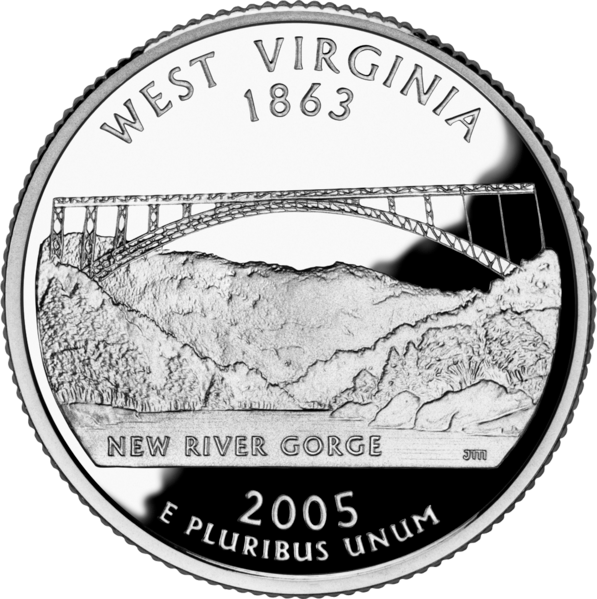 WEST VIRGINIA
1863
NEW RIVER GORGE
JM
2005
E PLURIBUS UNUM